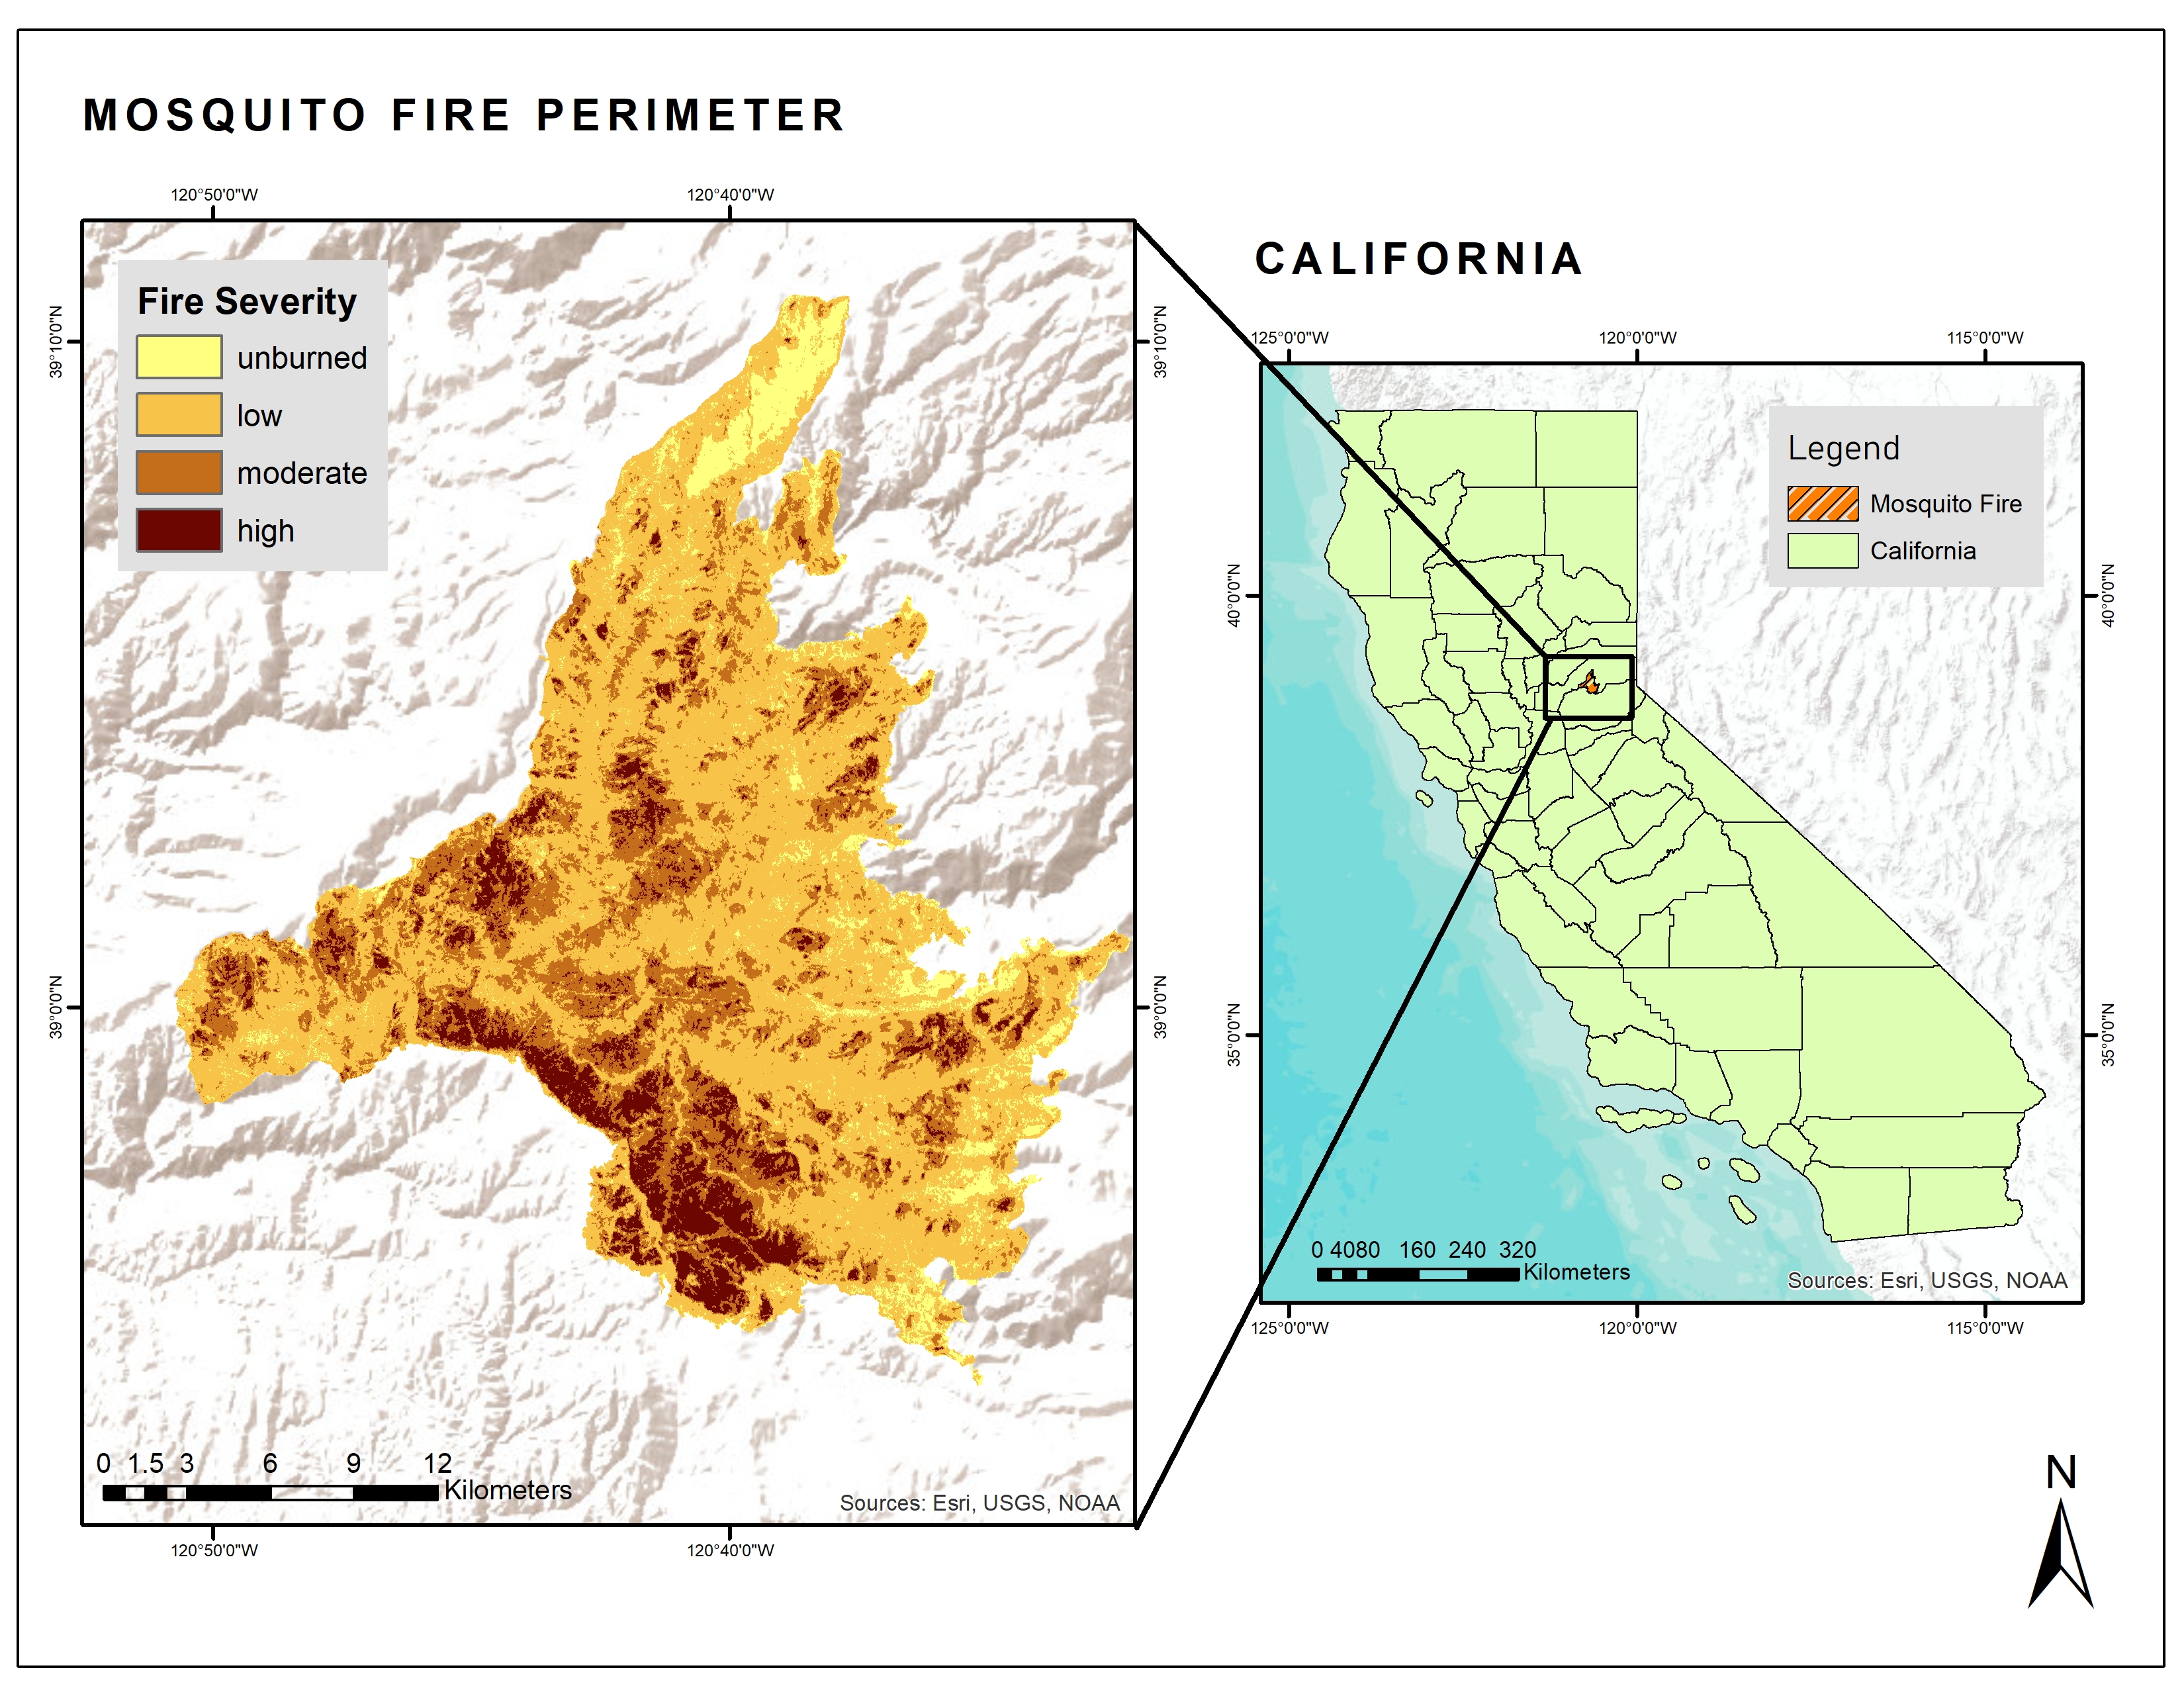 MOSQUITO FIRE PERIMETER
120°50'0"W 120°40'0"W
39°10'0"N
39°10'0"N
Fire Severity
unburned
low
moderate
high
39°0'0"N
39°0'0"N
0 1.5 3 6 9 12
Kilometers
Sources: Esri, USGS, NOAA
120°50'0"W 120°40'0"W
CALIFORNIA
125°0'0"W 120°0'0"W 115°0'0"W
Legend
Mosquito Fire
California
40°0'0"N
40°0'0"N
35°0'0"N
35°0'0"N
0 4080 160 240 320
Kilometers
Sources: Esri, USGS, NOAA
125°0'0"W 120°0'0"W 115°0'0"W
N